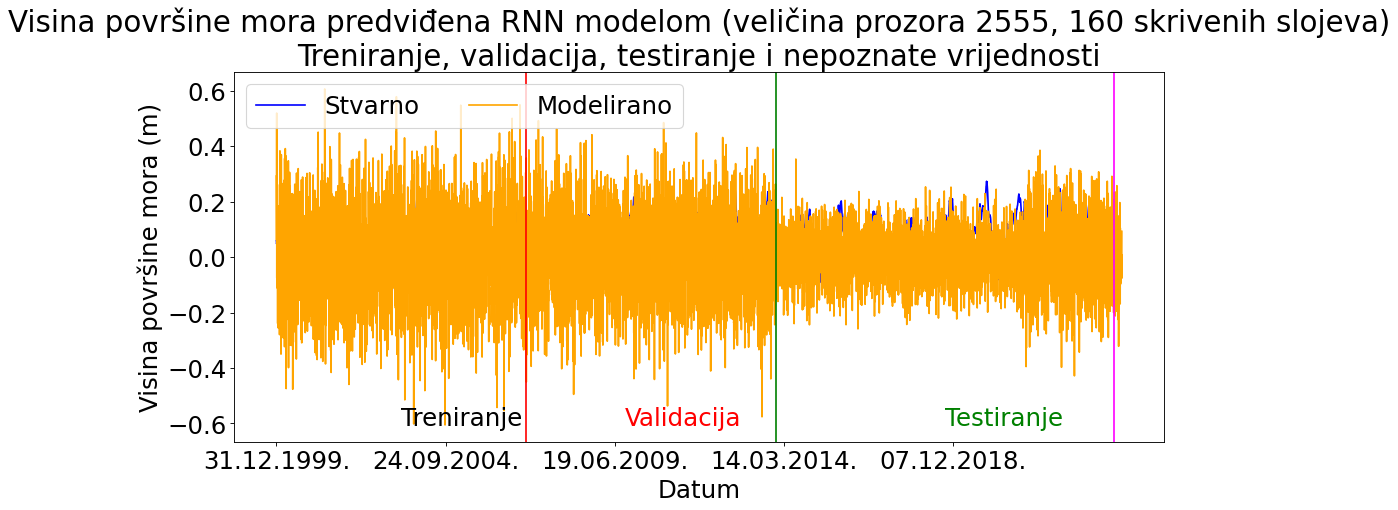 Visina površine mora predviđena RNN modelom (veličina prozora 2555, 160 skrivenih slojeva)
Treniranje, validacija, testiranje i nepoznate vrijednosti
Stvarno
Modelirano
Visina površine mora (m)
0.6
0.4
0.2
0.0
−0.2
−0.4
−0.6
Treniranje
Validacija
Testiranje
31.12.1999.
24.09.2004.
19.06.2009.
14.03.2014.
07.12.2018.
Datum